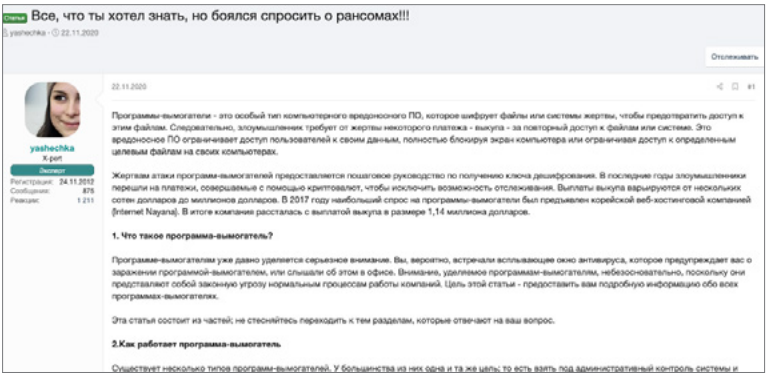 Статья Все, что ты хотел знать, но боялся спросить о рансомах!!!
yashechka · 22.11.2020
Отслеживать
22.11.2020
#1
Программы-вымогатели - это особый тип компьютерного вредоносного ПО, которое шифрует файлы или системы жертвы, чтобы предотвратить доступ к
этим файлам. Следовательно, злоумышленник требует от жертвы некоторого платежа - выкупа - за повторный доступ к файлам или системе. Это
вредоносное ПО ограничивает доступ пользователей к своим данным, полностью блокируя экран компьютера или ограничивая доступ к определенным
целевым файлам на своих компьютерах.
yashechka
X-pert
Эксперт
Регистрация: 24.11.2012
Сообщения: 875
Реакции: 1 211
Жертвам атаки программ-вымогателей предоставляется пошаговое руководство по получению ключа дешифрования. В последние годы злоумышленники
перешли на платежи, совершаемые с помощью криптовалют, чтобы исключить возможность отслеживания. Выплаты выкупа варьируются от нескольких
сотен долларов до миллионов долларов. В 2017 году наибольший спрос на программы-вымогатели был предъявлен корейской веб-хостинговой компанией
(Internet Nayana). В итоге компания рассталась с выплатой выкупа в размере 1,14 миллиона долларов.
1. Что такое программа-вымогатель?
Программе-вымогателям уже давно уделяется серьезное внимание. Вы, вероятно, встречали всплывающее окно антивируса, которое предупреждает вас о
заражении программой-вымогателем, или слышали об этом в офисе. Внимание, уделяемое программам-вымогателям, небезосновательно, поскольку они
представляют собой законную угрозу нормальным процессам работы компаний. Цель этой статьи - предоставить вам подробную информацию обо всех
программах-вымогателях.
Эта статья состоит из частей; не стесняйтесь переходить к тем разделам, которые отвечают на ваш вопрос.
2.Как работает программа-вымогатель
Существует несколько типов программ-вымогателей. У большинства из них одна и та же цель; то есть взять под административный контроль системы и